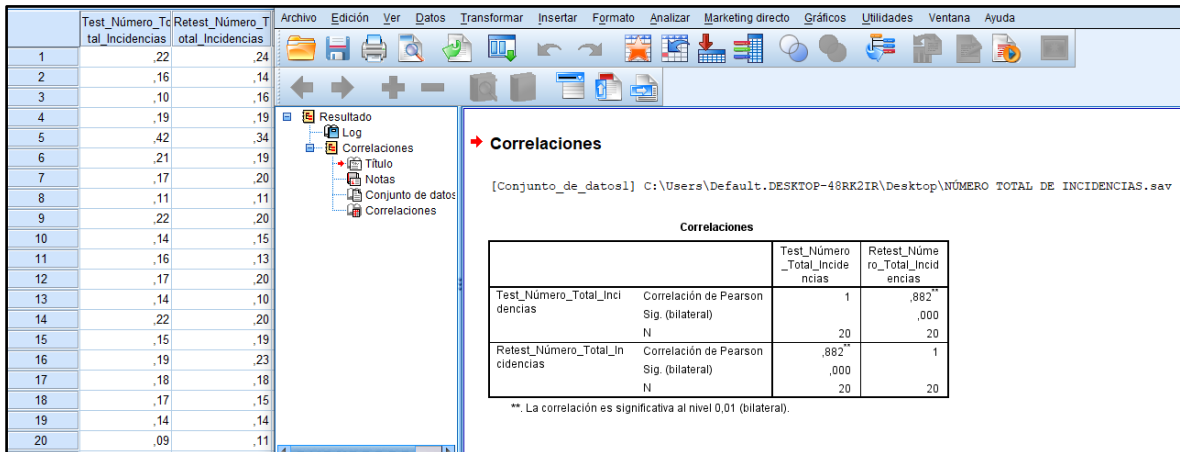 Test_Número_To Retest_Número_T
tal_Incidencias otal_Incidencias
1 ,22 ,24
2 ,16 ,14
3 ,10 ,16
4 ,19 ,19
5 ,42 ,34
6 ,21 ,19
7 ,17 ,20
8 ,11 ,11
9 ,22 ,20
10 ,14 ,15
11 ,16 ,13
12 ,17 ,20
13 ,14 ,10
14 ,22 ,20
15 ,15 ,19
16 ,19 ,23
17 ,18 ,18
18 ,17 ,15
19 ,14 ,14
20 ,09 ,11
Archivo Edición Ver Datos Transformar Insertar Formato Analizar Marketing directo Gráficos Utilidades Ventana Ayuda
Resultado
Log
Correlaciones
Título
Notas
Conjunto de datos
Correlaciones
Correlaciones
[Conjunto_de_datos1] C:\Users\Default.DESKTOP-48RK2IR\Desktop\NÚMERO TOTAL DE INCIDENCIAS.sav
Correlaciones
Test_Número Retest_Núme
_Total_Incide ro_Total_Incid
ncias encias
Test_Número_Total_Inci Correlación de Pearson 1 ,882**
dencias Sig. (bilateral) ,000
N 20 20
Retest_Número_Total_In Correlación de Pearson ,882** 1
cidencias Sig. (bilateral) ,000
N 20 20
**. La correlación es significativa al nivel 0,01 (bilateral).